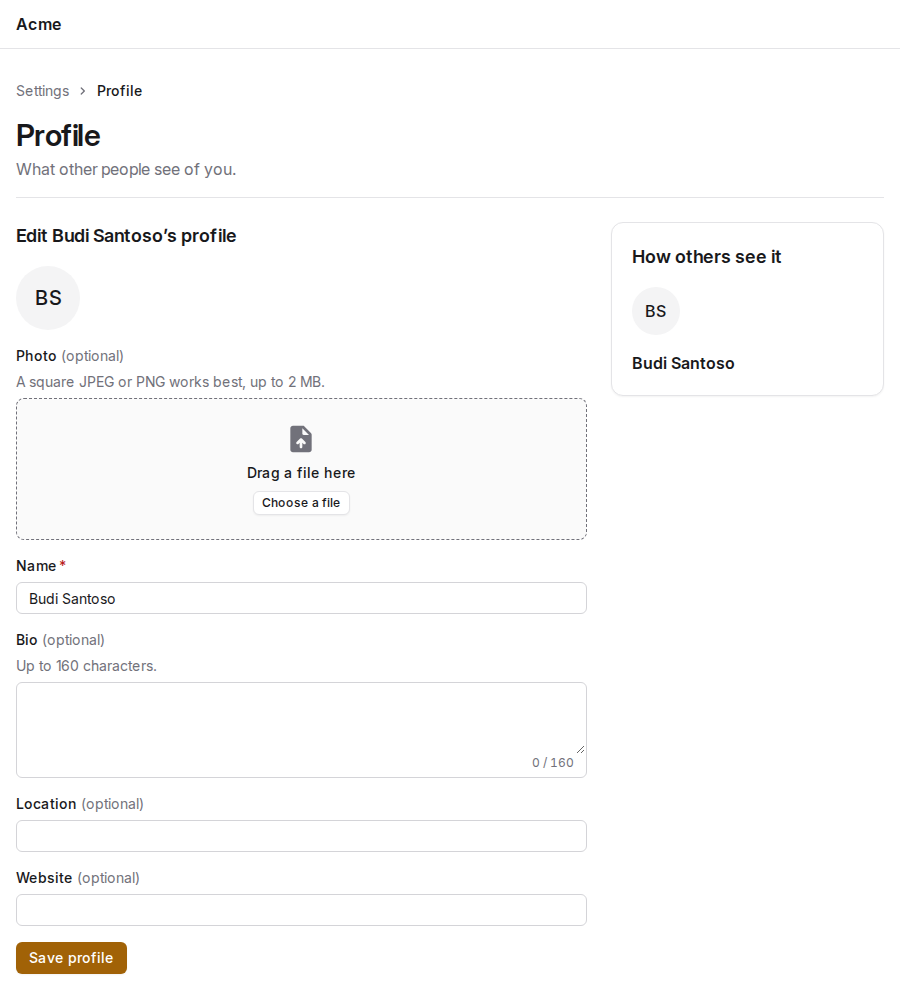 Acme
Settings > Profile
Profile
What other people see of you.
Edit Budi Santoso’s profile
BS
Photo (optional)
A square JPEG or PNG works best, up to 2 MB.
Drag a file here
Choose a file
Name *
Budi Santoso
Bio (optional)
Up to 160 characters.
0 / 160
Location (optional)
Website (optional)
Save profile
How others see it
BS
Budi Santoso